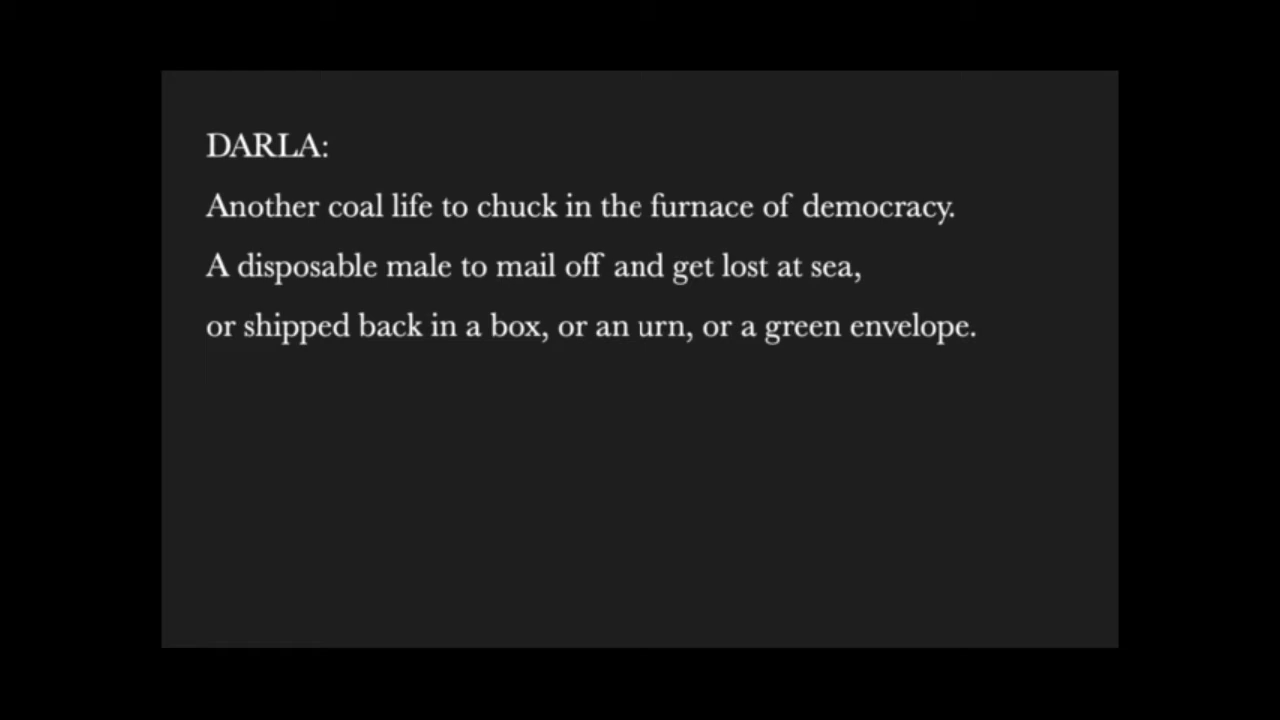 DARLA:
Another coal life to chuck in the furnace of democracy.
A disposable male to mail off and get lost at sea,
or shipped back in a box, or an urn, or a green envelope.